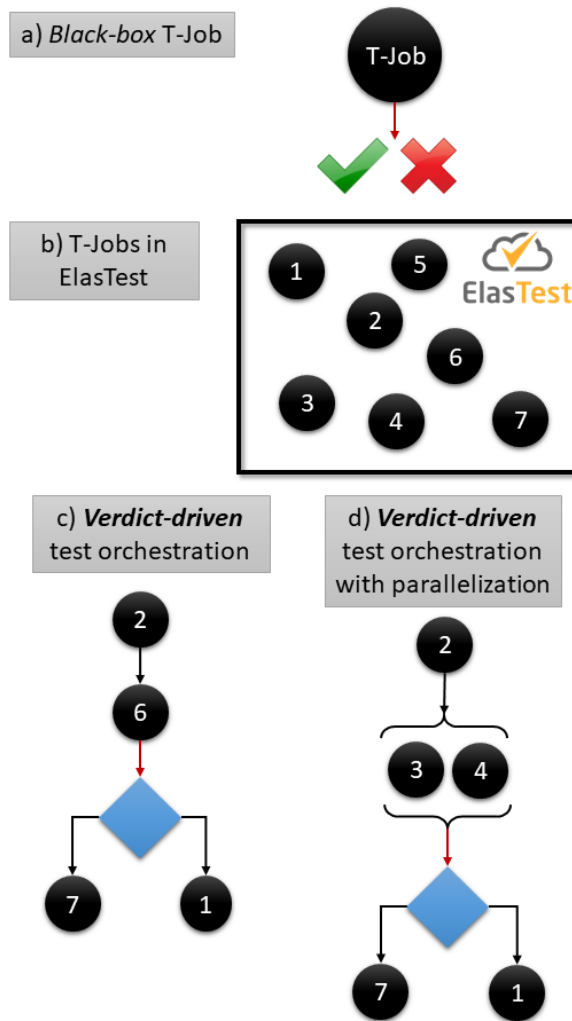 a) Black-box T-Job
T-Job
b) T-Jobs in
ElasTest
ElasTest
1
5
2
6
3
4
7
c) Verdict-driven
test orchestration
2
6
7
1
d) Verdict-driven
test orchestration
with parallelization
2
3 4
7
1